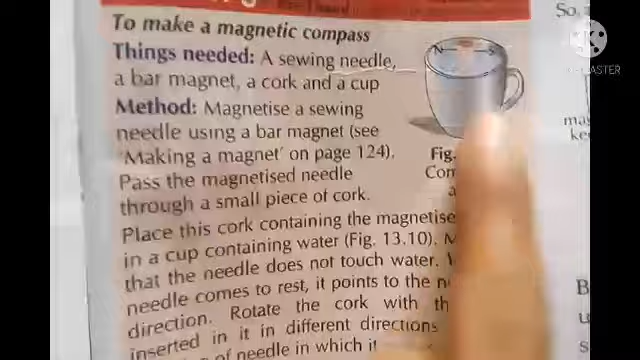 To make a magnetic compass
Things needed: A sewing needle,
a bar magnet, a cork and a cup
Method: Magnetise a sewing
needle using a bar magnet (see
'Making a magnet' on page 124).
Pass the magnetised needle
through a small piece of cork.
Place this cork containing the
in a cup containing water (Fig. 13.10).
that the needle does not touch water.
needle comes to rest, it points to the
direction. Rotate the cork with
inserted in it in different directions
of needle in which
N S
Fig.
So,